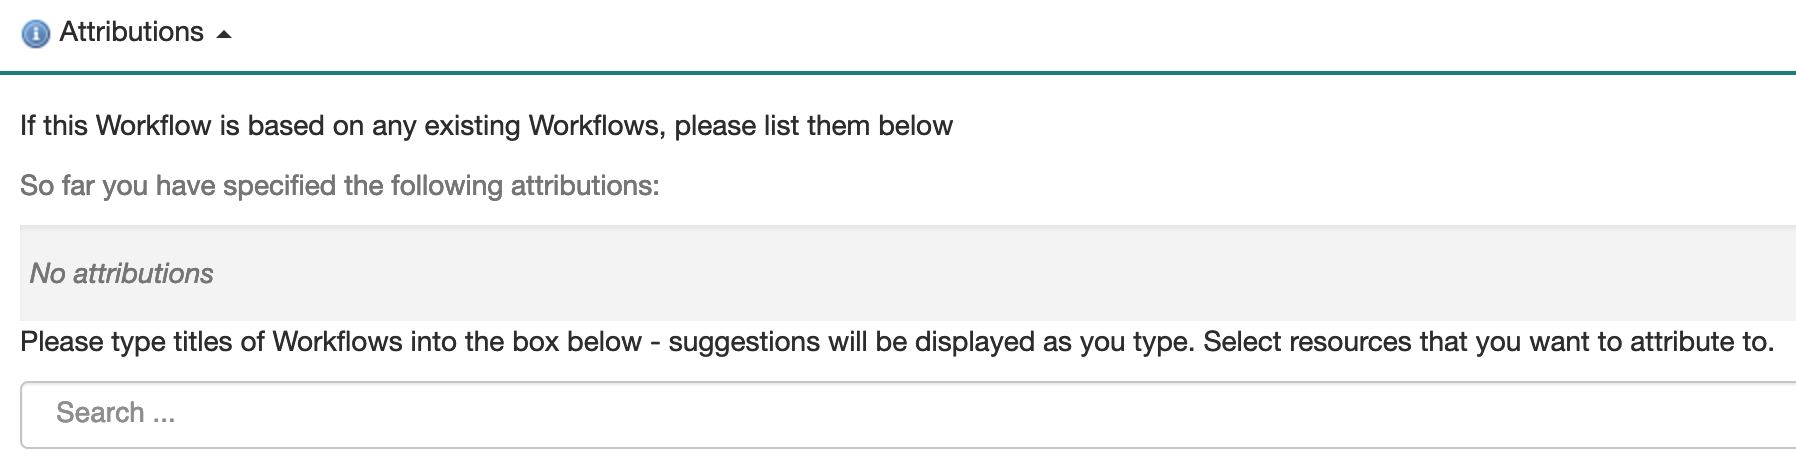 Attributions
If this Workflow is based on any existing Workflows, please list them below
So far you have specified the following attributions:
No attributions
Please type titles of Workflows into the box below - suggestions will be displayed as you type. Select resources that you want to attribute to.
Search ...